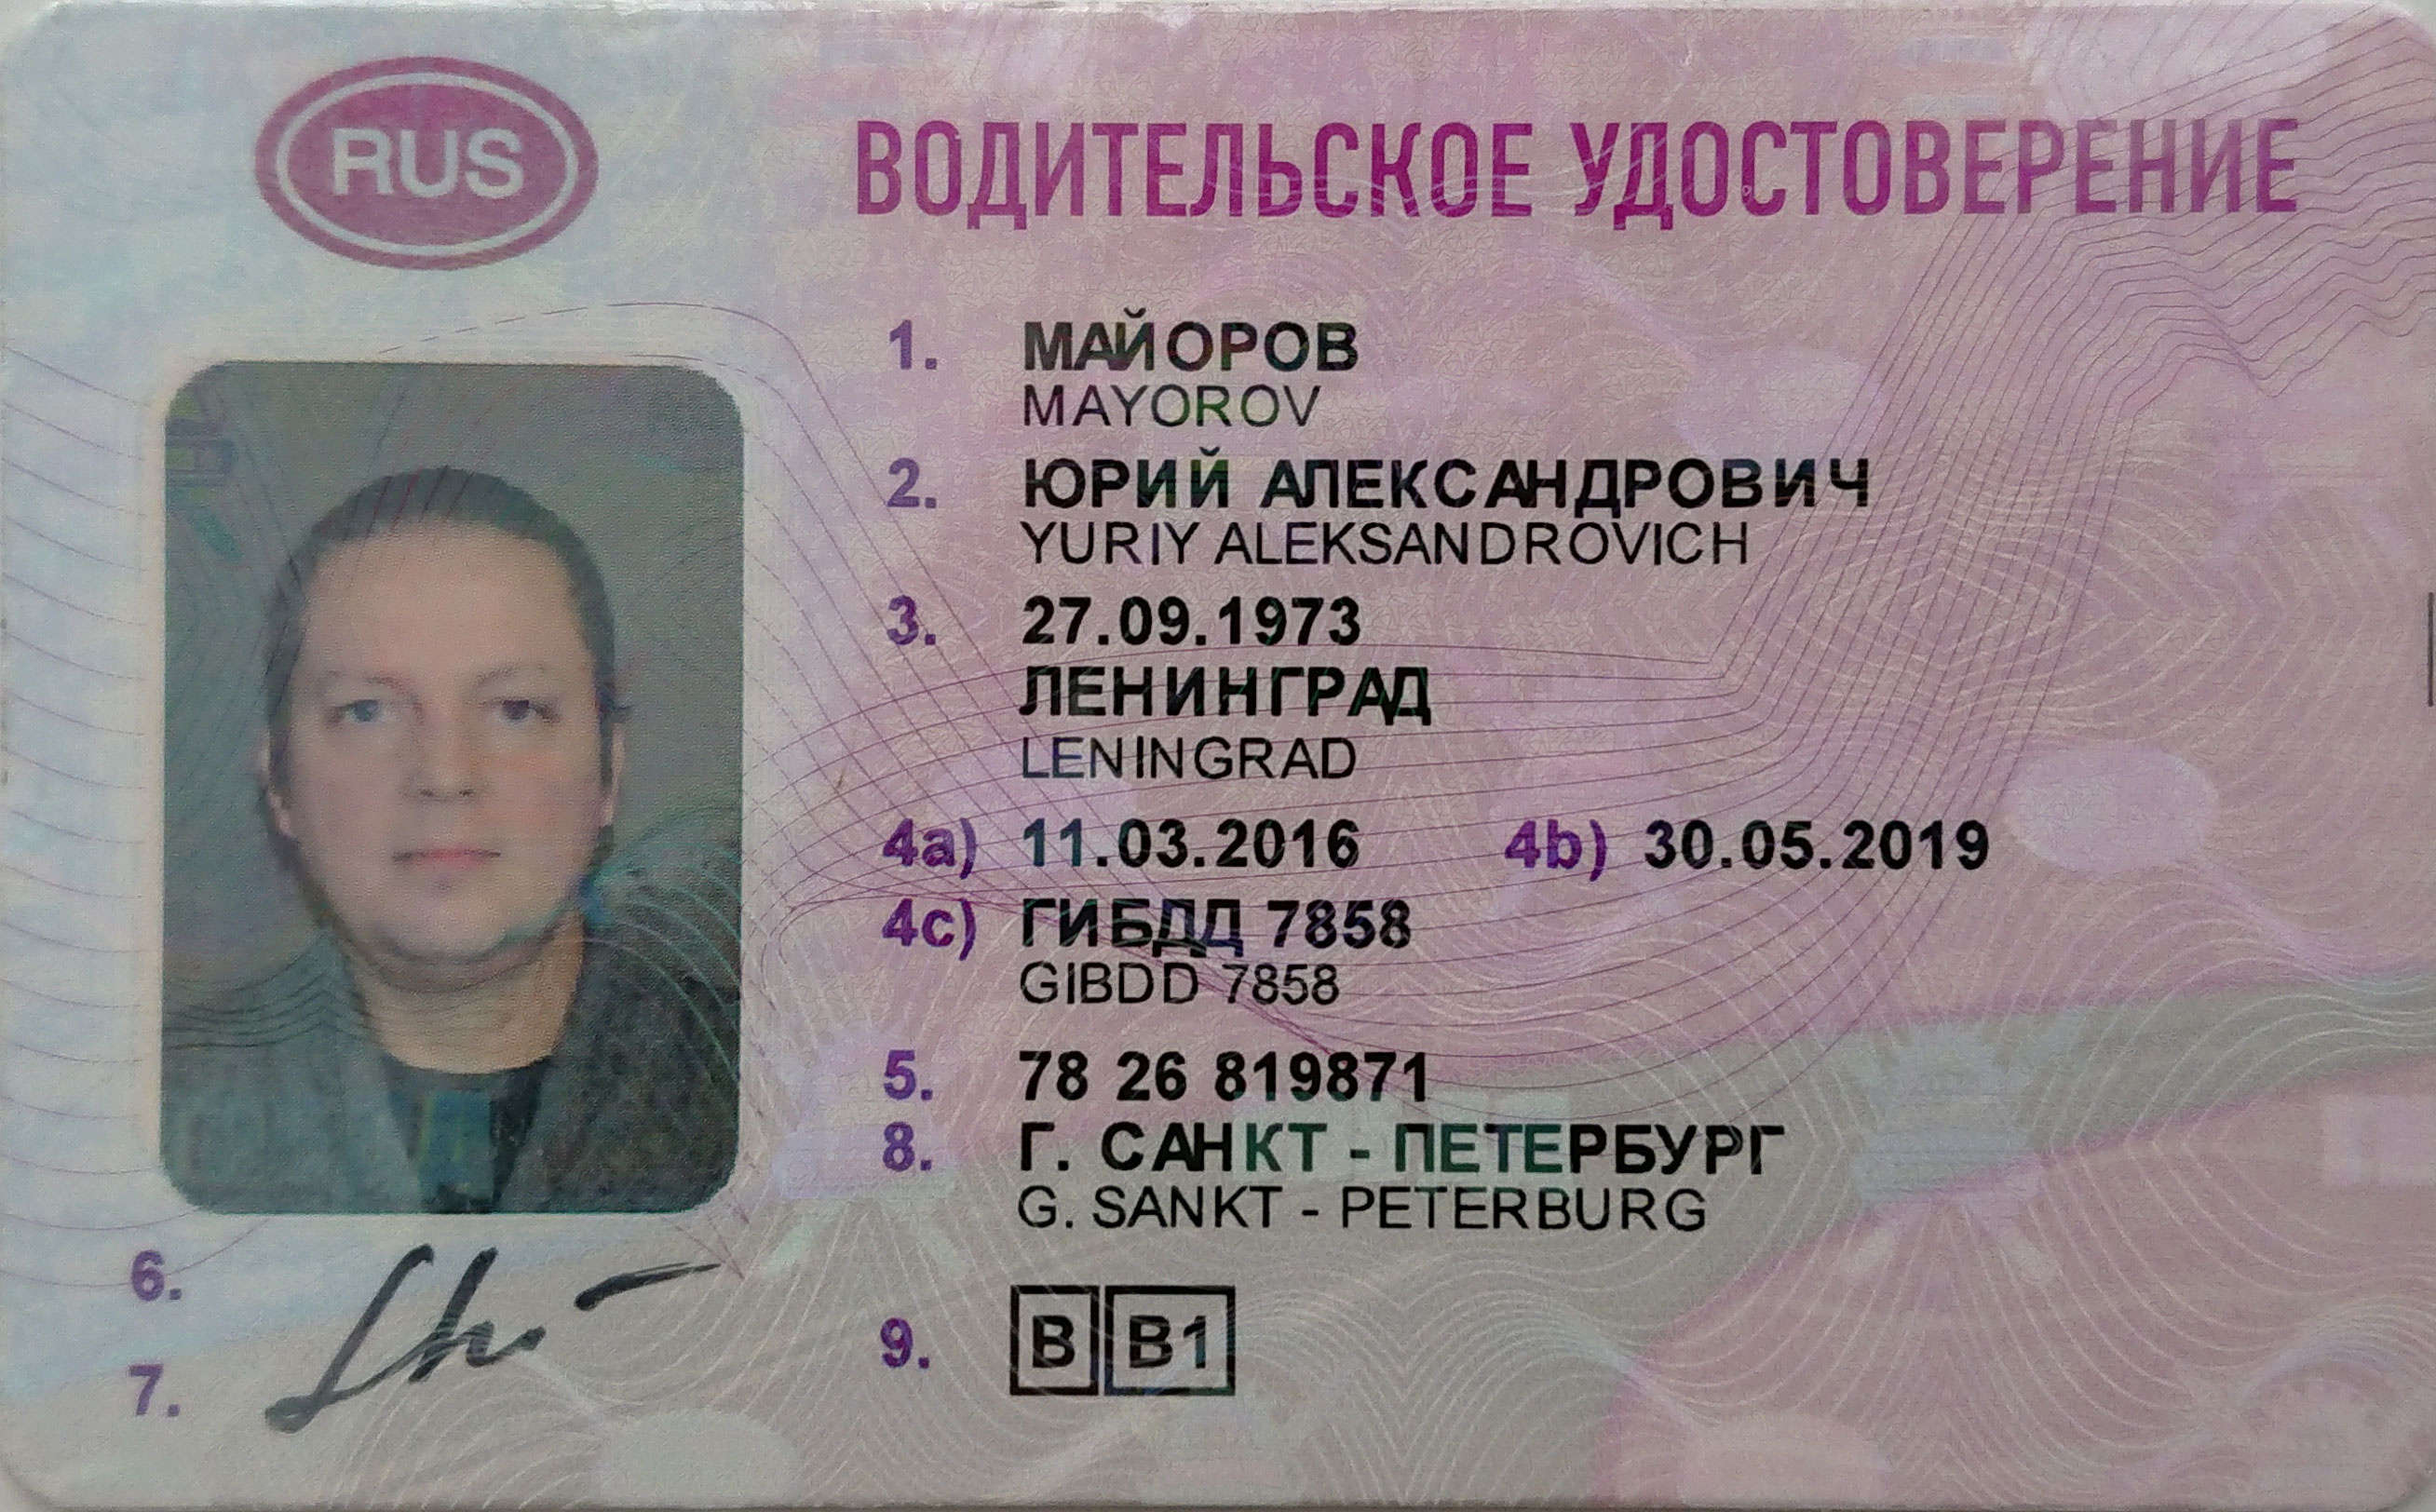 RUS
ВОДИТЕЛЬСКОЕ УДОСТОВЕРЕНИЕ
1. МАЙОРОВ
MAYOROV
2. ЮРИЙ АЛЕКСАНДРОВИЧ
YURIY ALEKSANDROVICH
3. 27.09.1973
ЛЕНИНГРАД
LENINGRAD
4a) 11.03.2016 4b) 30.05.2019
4c) ГИБДД 7858
GIBDD 7858
5. 78 26 819871
8. Г. САНКТ - ПЕТЕРБУРГ
G. SANKT - PETERBURG
6.
7.
9. B B1